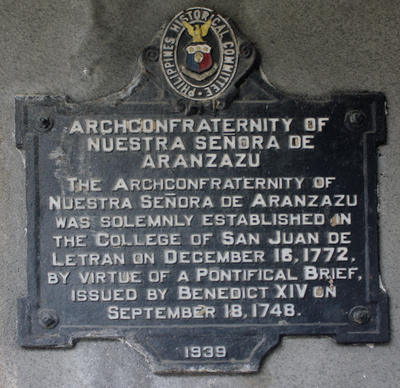 PHILIPPINES HISTORICAL COMMITTEE
ARCHCONFRATERNITY OF
NUESTRA SEÑORA DE
ARANZAZU
THE ARCHCONFRATERNITY OF
NUESTRA SEÑORA DE ARANZAZU
WAS SOLEMNLY ESTABLISHED IN
THE COLLEGE OF SAN JUAN DE
LETRAN ON DECEMBER 16, 1772,
BY VIRTUE OF A PONTIFICAL BRIEF,
ISSUED BY BENEDICT XIV ON
SEPTEMBER 18, 1748.
1939